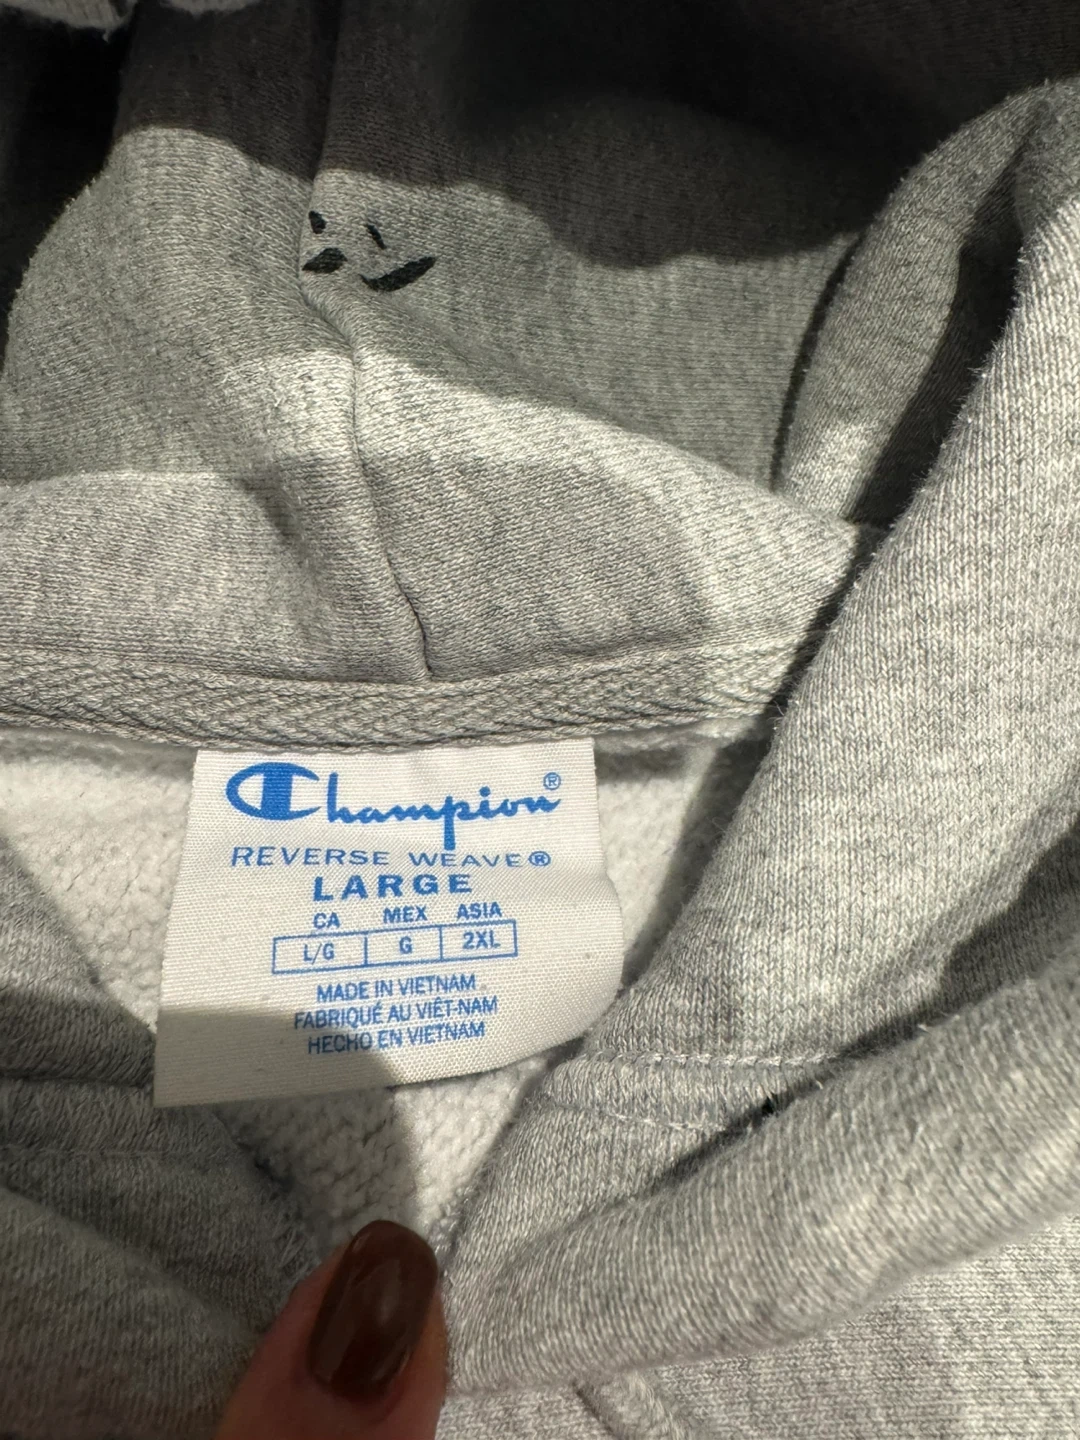 Champion®
REVERSE WEAVE®
LARGE
CA MEX ASIA
L/G G 2XL
MADE IN VIETNAM
FABRIQUÉ AU VIÊT-NAM
HECHO EN VIETNAM